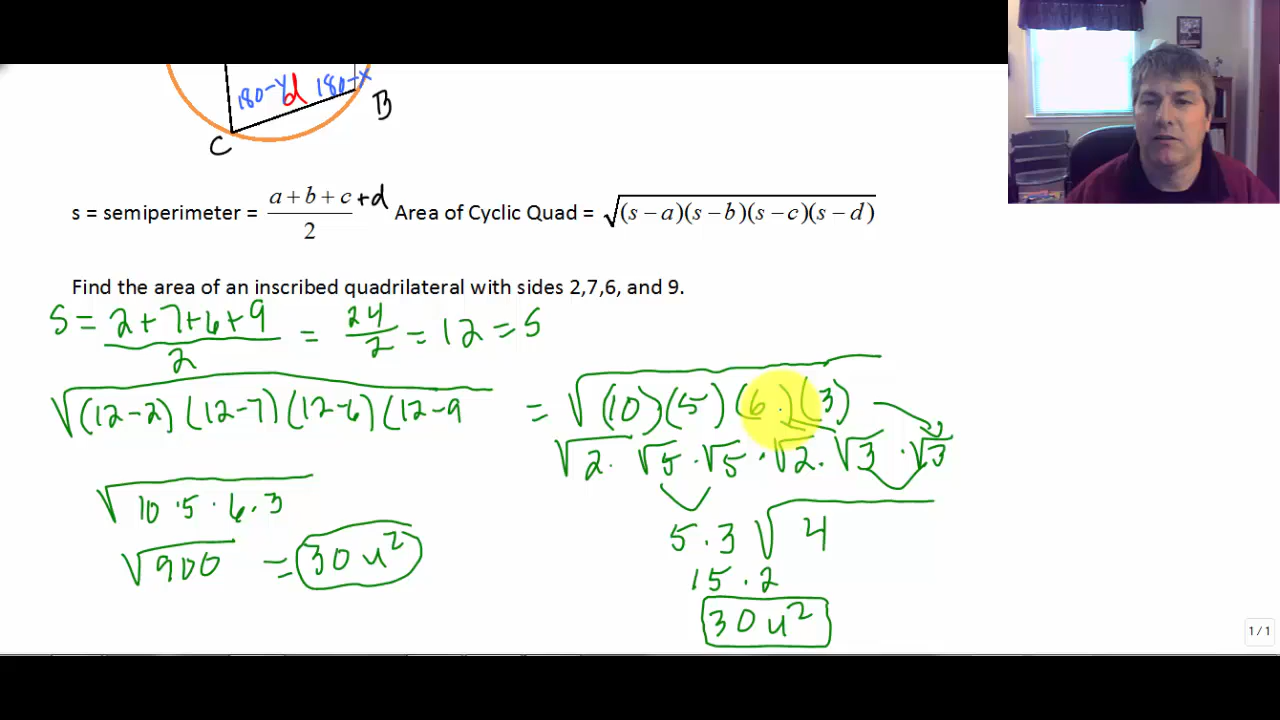 180-y d 180-x
B
C
s = semiperimeter = a + b + c +d / 2 Area of Cyclic Quad = √(s − a)(s − b)(s − c)(s − d)
Find the area of an inscribed quadrilateral with sides 2,7,6, and 9.
S = 2+7+6+9 / 2 = 24 / 2 = 12 = S
√(12-2)(12-7)(12-6)(12-9 = √(10)(5)(6)(3)
√2 · √5 · √5 · √2 · √3 · √3
√10 · 5 · 6 · 3
5 · 3 √4
√900 = 30 u²
15 · 2
30 u²
1 / 1